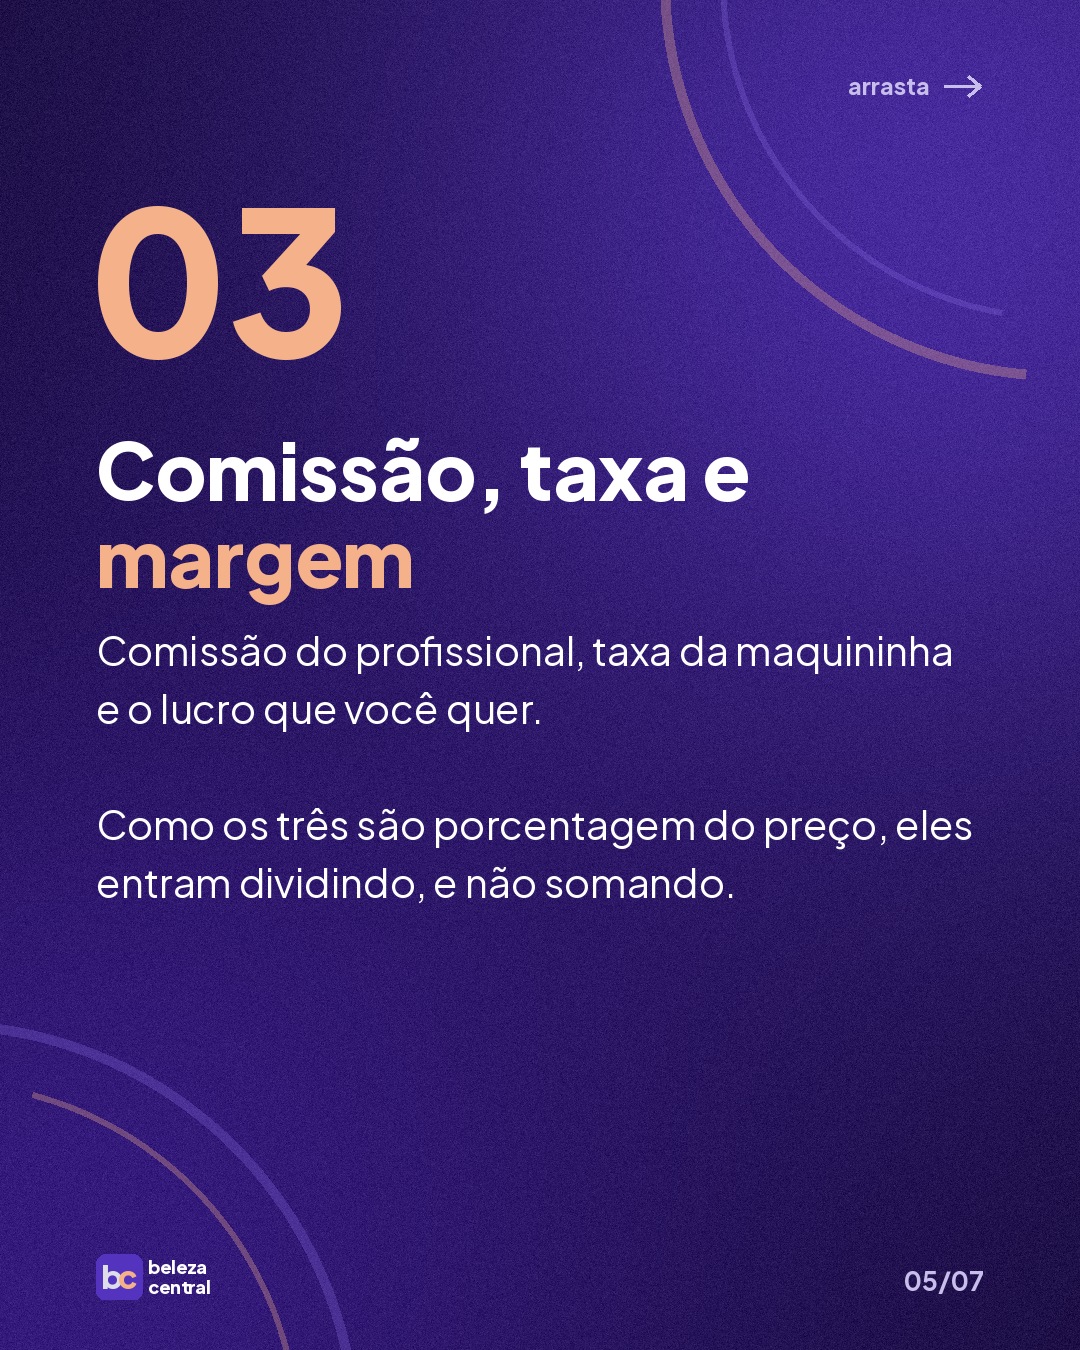 arrasta
03
Comissão, taxa e
margem
Comissão do profissional, taxa da maquininha
e o lucro que você quer.
Como os três são porcentagem do preço, eles
entram dividindo, e não somando.
bc
beleza
central
05/07